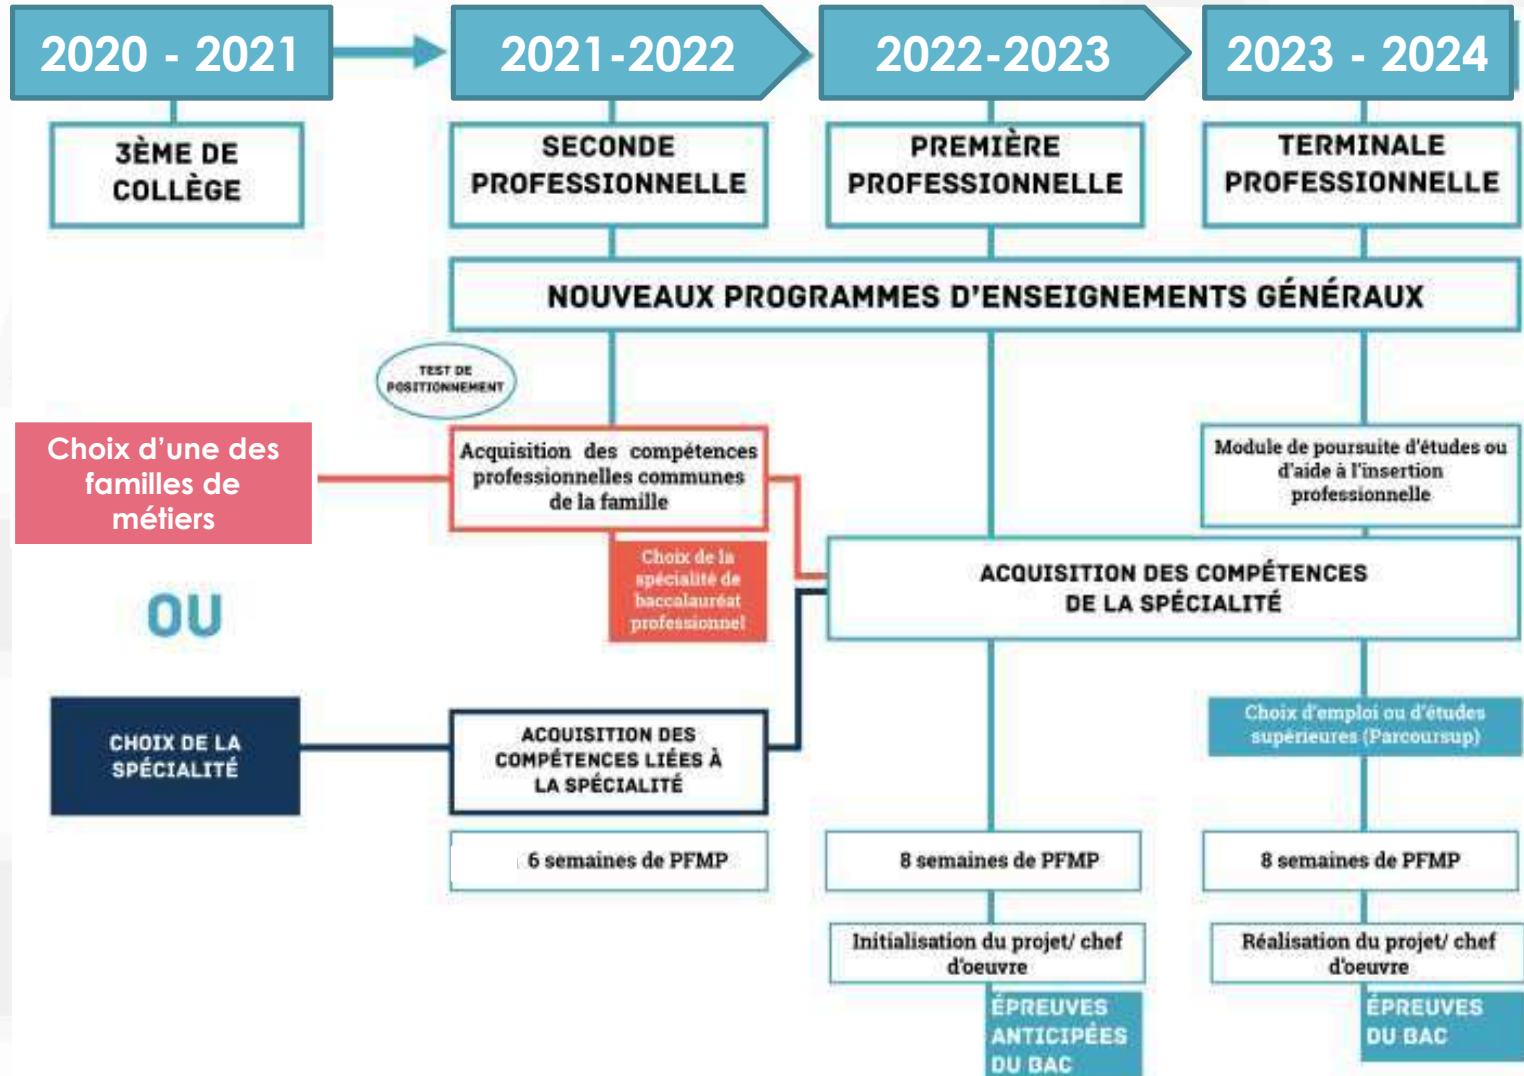 2020 - 2021
2021-2022
2022-2023
2023 - 2024
3ÈME DE
COLLÈGE
SECONDE
PROFESSIONNELLE
PREMIÈRE
PROFESSIONNELLE
TERMINALE
PROFESSIONNELLE
NOUVEAUX PROGRAMMES D'ENSEIGNEMENTS GÉNÉRAUX
TEST DE
POSITIONNEMENT
Choix d'une des
familles de
métiers
Acquisition des compétences
professionnelles communes
de la famille
Module de poursuite d'études ou
d'aide à l'insertion
professionnelle
Choix de la
spécialité de
baccalauréat
professionnel
ACQUISITION DES COMPÉTENCES
DE LA SPÉCIALITÉ
OU
CHOIX DE LA
SPÉCIALITÉ
ACQUISITION DES
COMPÉTENCES LIÉES À
LA SPÉCIALITÉ
Choix d'emploi ou d'études
supérieures (Parcoursup)
6 semaines de PFMP
8 semaines de PFMP
8 semaines de PFMP
Initialisation du projet/ chef
d'oeuvre
Réalisation du projet/ chef
d'oeuvre
ÉPREUVES
ANTICIPÉES
DU BAC
ÉPREUVES
DU BAC